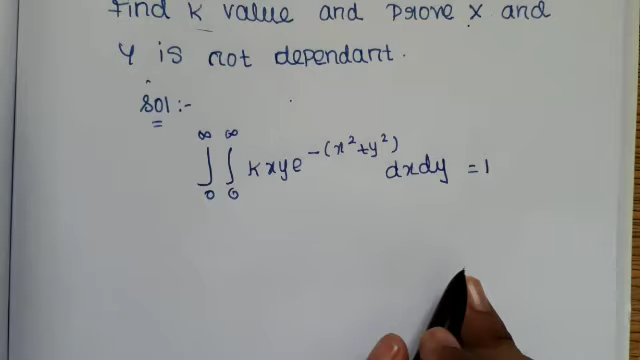 Find K value and prove X and
Y is not dependant.
Sol :-
∫₀^∞ ∫₀^∞ kxye^-(x²+y²) dxdy = 1